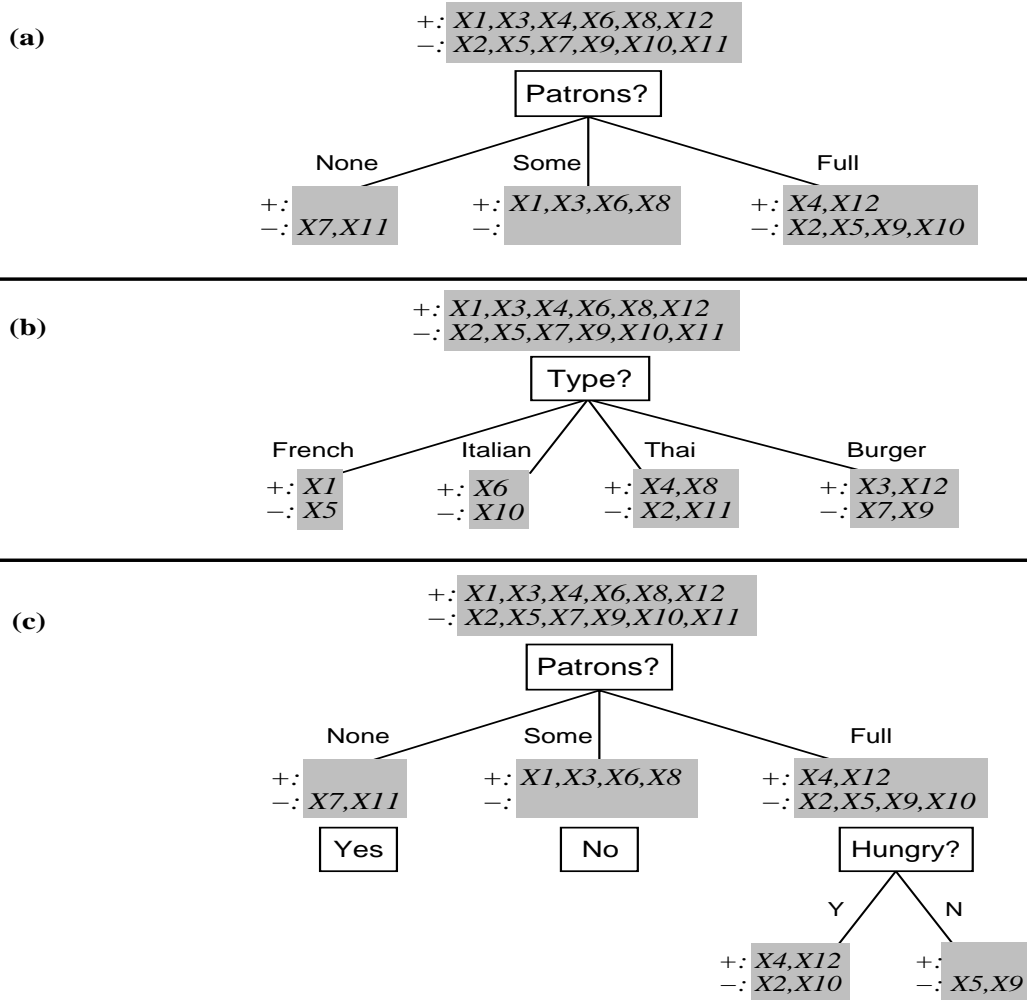 (a)
+: X1,X3,X4,X6,X8,X12
−: X2,X5,X7,X9,X10,X11
Patrons?
None Some Full
+: +: X1,X3,X6,X8 +: X4,X12
−: X7,X11 −: −: X2,X5,X9,X10
(b)
+: X1,X3,X4,X6,X8,X12
−: X2,X5,X7,X9,X10,X11
Type?
French Italian Thai Burger
+: X1 +: X6 +: X4,X8 +: X3,X12
−: X5 −: X10 −: X2,X11 −: X7,X9
(c)
+: X1,X3,X4,X6,X8,X12
−: X2,X5,X7,X9,X10,X11
Patrons?
None Some Full
+: +: X1,X3,X6,X8 +: X4,X12
−: X7,X11 −: −: X2,X5,X9,X10
Yes No Hungry?
Y N
+: X4,X12 +:
−: X2,X10 −: X5,X9